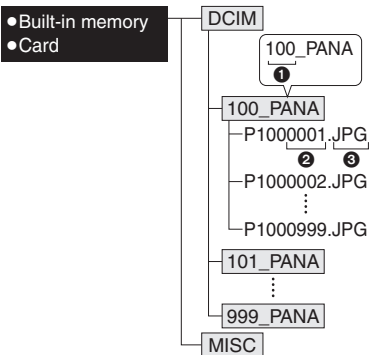 ●Built-in memory
●Card
DCIM
100_PANA
❶
100_PANA
P1000001.JPG
❷ ❸
P1000002.JPG
P1000999.JPG
101_PANA
999_PANA
MISC